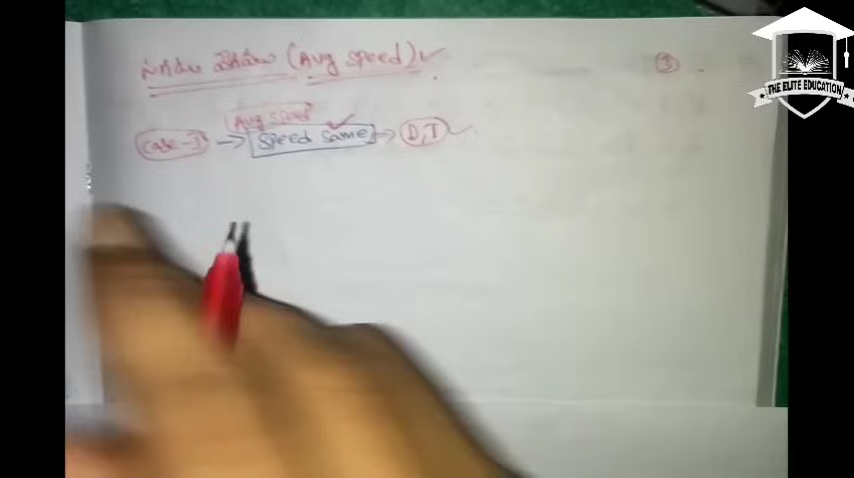 (Avg speed)
3
Avg speed
case-I → speed same → D,T
THE ELITE EDUCATION